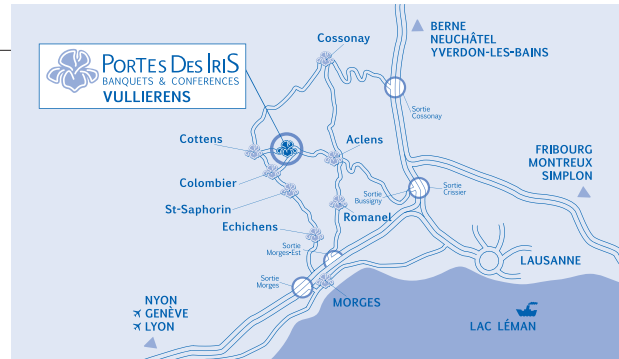 BERNE
NEUCHÂTEL
YVERDON-LES-BAINS
Cossonay
PORTES DES IRIS
BANQUETS & CONFERENCES
VULLIERENS
Sortie
Cossonay
Cottens
Aclens
FRIBOURG
MONTREUX
SIMPLON
Colombier
Sortie
Bussigny
Sortie
Crissier
St-Saphorin
Romanel
Echichens
Sortie
Morges-Est
LAUSANNE
Sortie
Morges
MORGES
NYON
GENÈVE
LYON
LAC LÉMAN